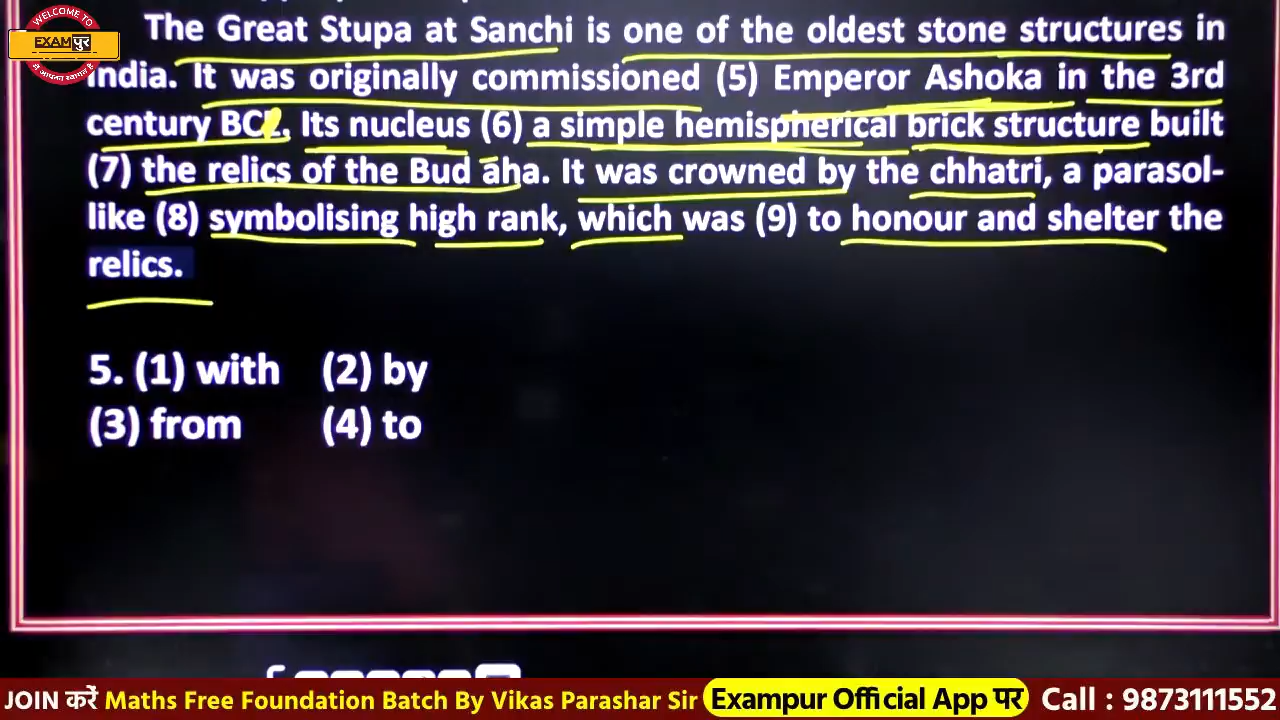 WELCOME TO
EXAMपुर
में आपका स्वागत है
The Great Stupa at Sanchi is one of the oldest stone structures in
India. It was originally commissioned (5) Emperor Ashoka in the 3rd
century BCE. Its nucleus (6) a simple hemispherical brick structure built
(7) the relics of the Buddha. It was crowned by the chhatri, a parasol-
like (8) symbolising high rank, which was (9) to honour and shelter the
relics.
5. (1) with (2) by
(3) from (4) to
JOIN करें Maths Free Foundation Batch By Vikas Parashar Sir Exampur Official App पर Call : 9873111552